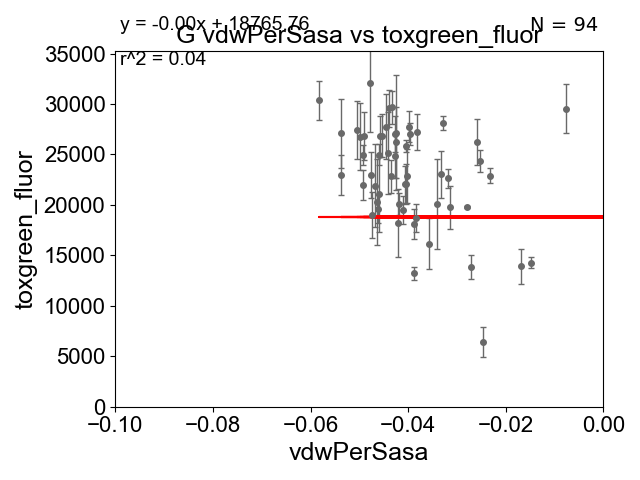 y = -0.00x + 18765.76
N = 94
G vdwPerSasa vs toxgreen_fluor
r^2 = 0.04
35000
30000
25000
20000
15000
10000
5000
0
toxgreen_fluor
−0.10 −0.08 −0.06 −0.04 −0.02 0.00
vdwPerSasa